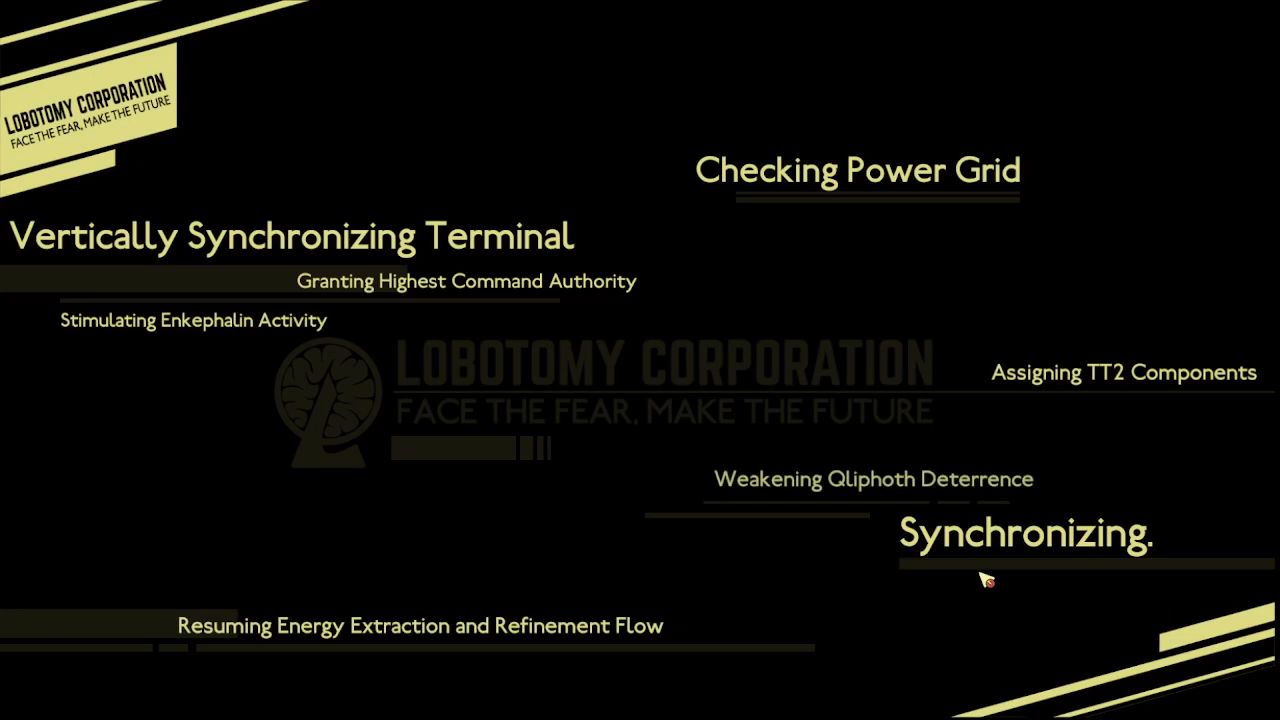 LOBOTOMY CORPORATION
FACE THE FEAR, MAKE THE FUTURE
Checking Power Grid
Vertically Synchronizing Terminal
Granting Highest Command Authority
Stimulating Enkephalin Activity
LOBOTOMY CORPORATION
FACE THE FEAR, MAKE THE FUTURE
Assigning TT2 Components
Weakening Qliphoth Deterrence
Synchronizing.
Resuming Energy Extraction and Refinement Flow